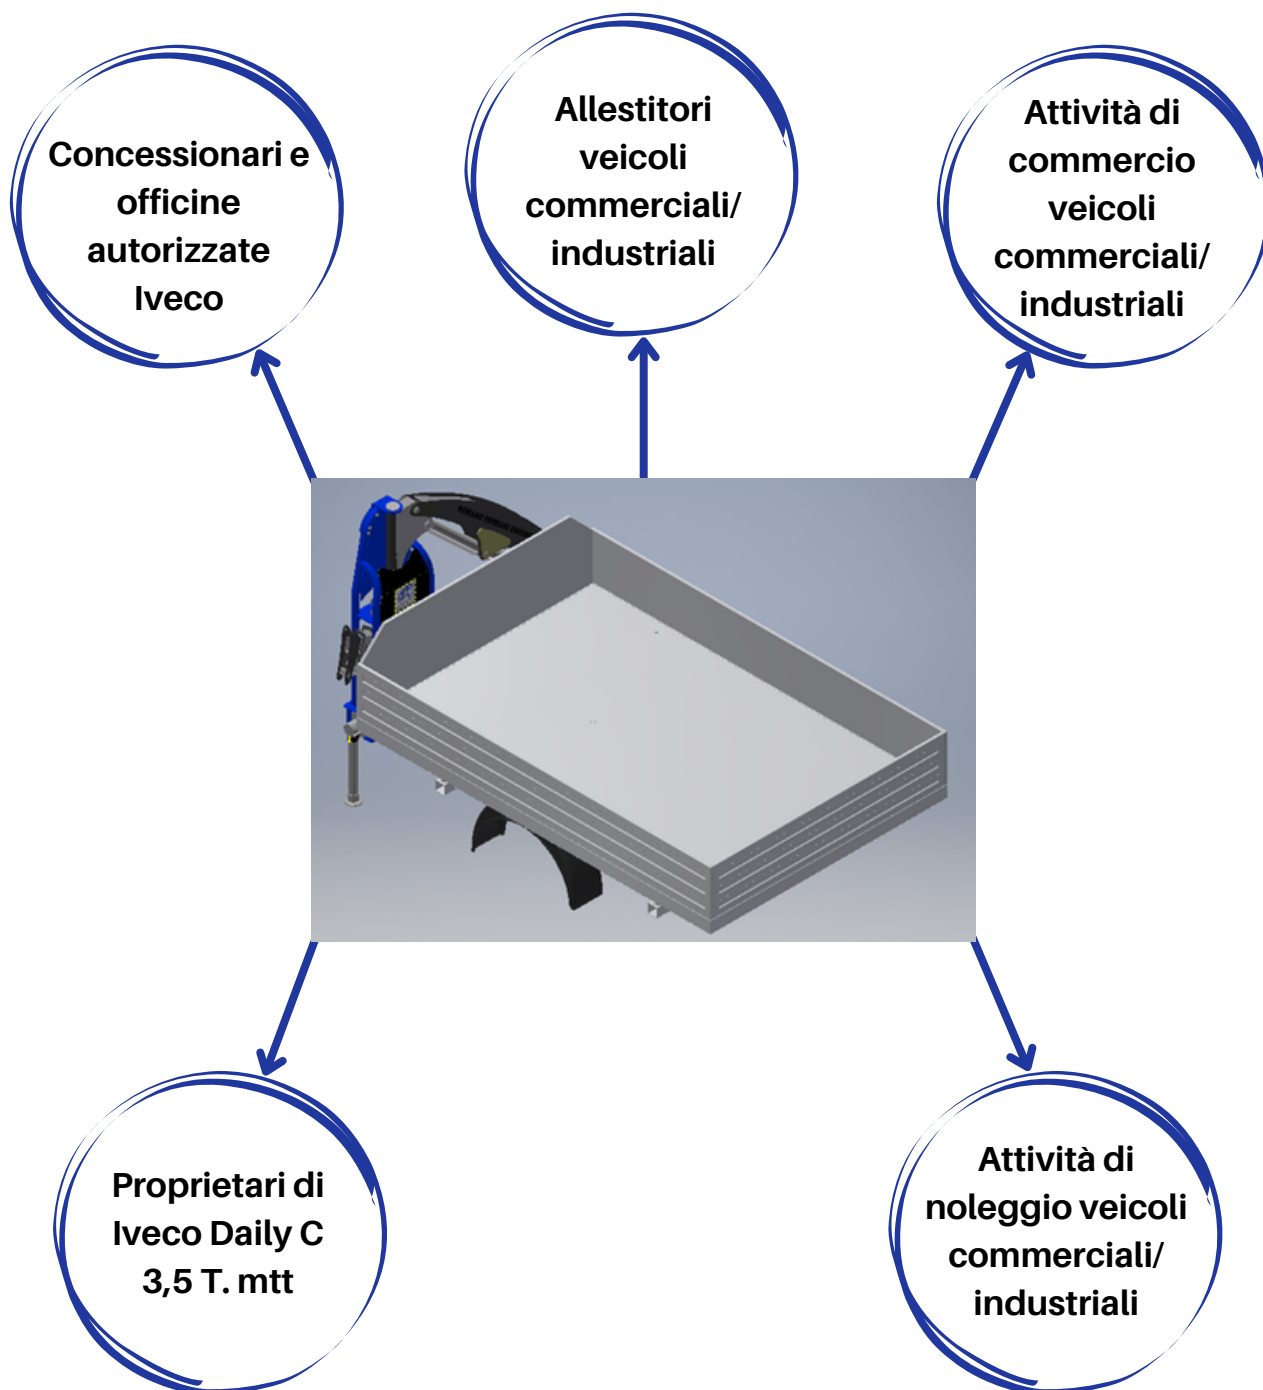 Concessionari e
officine
autorizzate
Iveco
Allestitori
veicoli
commerciali/
industriali
Attività di
commercio
veicoli
commerciali/
industriali
Proprietari di
Iveco Daily C
3,5 T. mtt
Attività di
noleggio veicoli
commerciali/
industriali